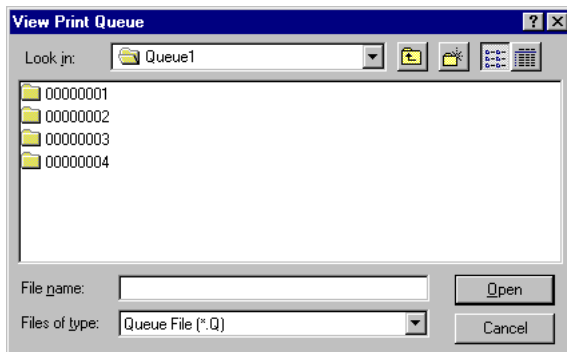 View Print Queue
Look in: Queue1
00000001
00000002
00000003
00000004
File name: Open
Files of type: Queue File (*.Q) Cancel